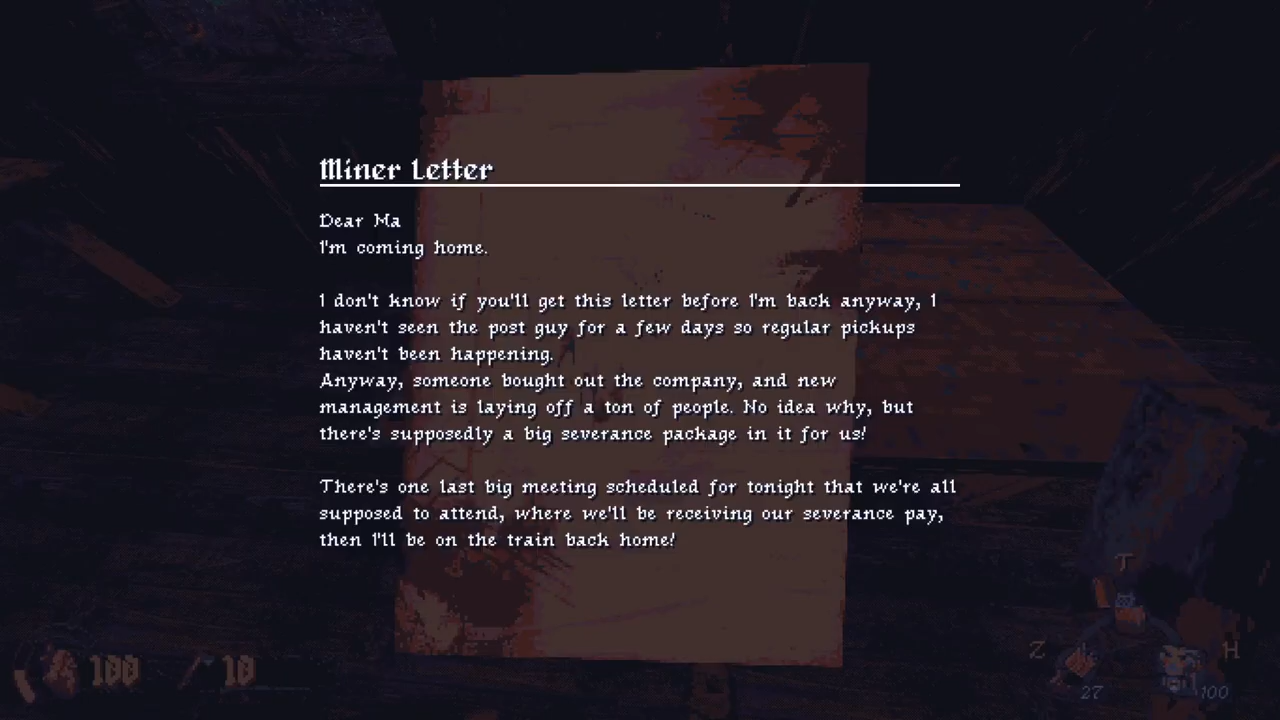 Miner Letter
Dear Ma
I'm coming home.
I don't know if you'll get this letter before I'm back anyway, I
haven't seen the post guy for a few days so regular pickups
haven't been happening.
Anyway, someone bought out the company, and new
management is laying off a ton of people. No idea why, but
there's supposedly a big severance package in it for us!
There's one last big meeting scheduled for tonight that we're all
supposed to attend, where we'll be receiving our severance pay,
then I'll be on the train back home!
T
Z
H
100
10
27
100